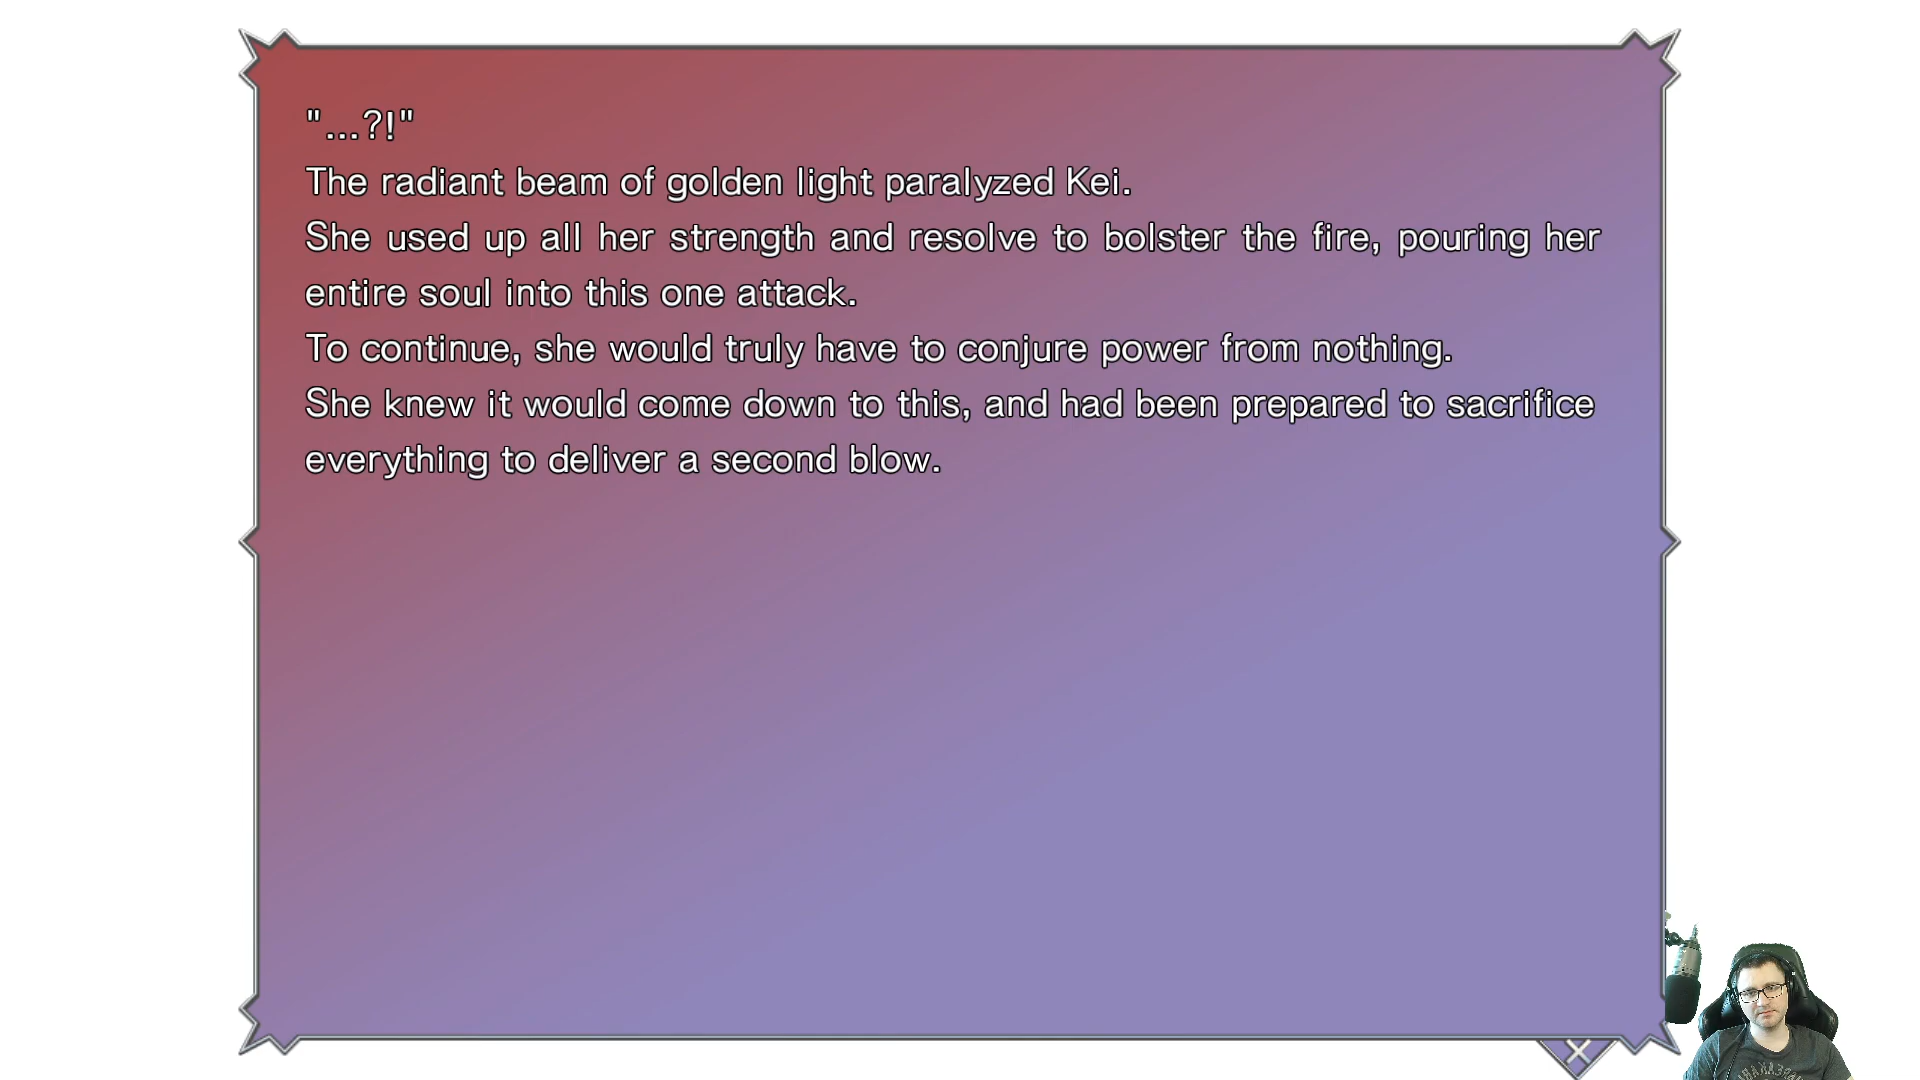 "...?!"
The radiant beam of golden light paralyzed Kei.
She used up all her strength and resolve to bolster the fire, pouring her
entire soul into this one attack.
To continue, she would truly have to conjure power from nothing.
She knew it would come down to this, and had been prepared to sacrifice
everything to deliver a second blow.